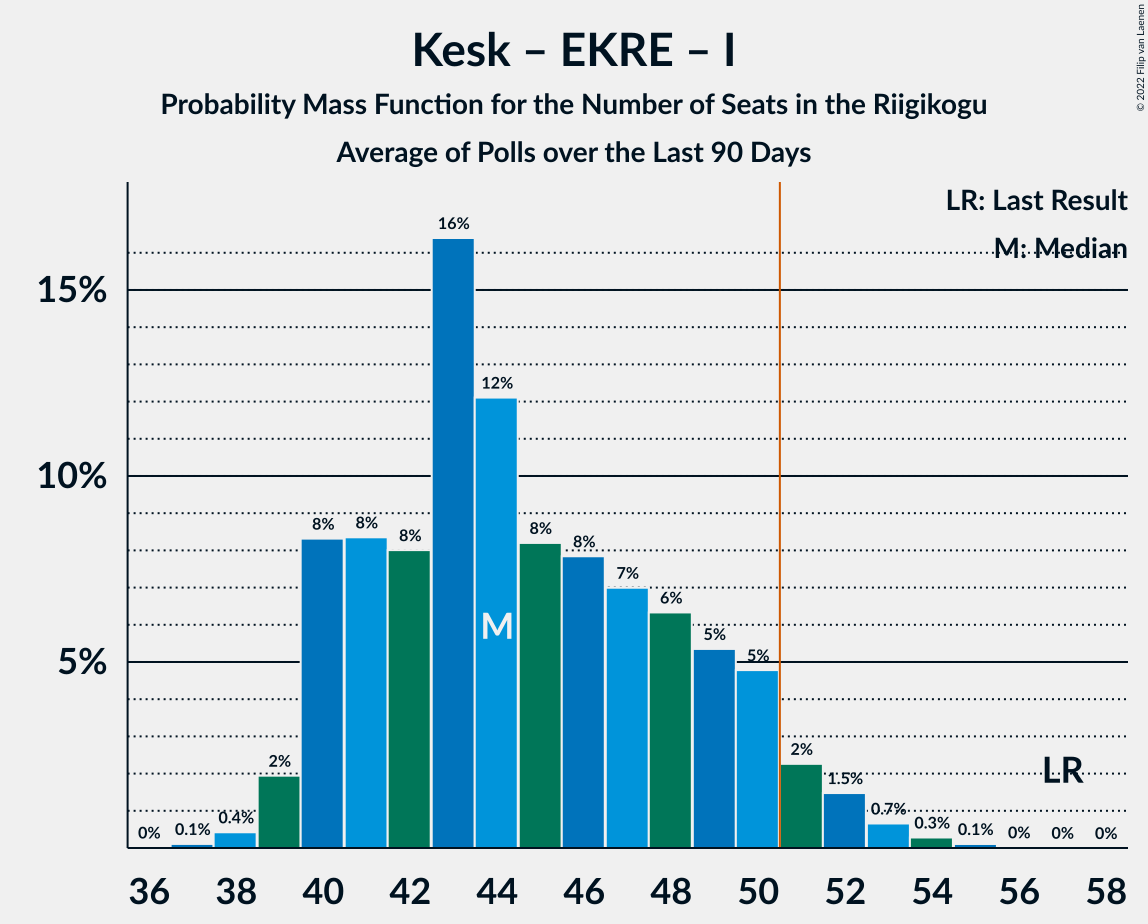 Kesk – EKRE – I
Probability Mass Function for the Number of Seats in the Riigikogu
Average of Polls over the Last 90 Days
© 2022 Filip van Laenen
LR: Last Result
M: Median
15%
10%
5%
0%
0.1%
0.4%
2%
8%
8%
8%
16%
12%
8%
8%
7%
6%
5%
5%
2%
1.5%
0.7%
0.3%
0.1%
0%
0%
0%
M
LR
36 38 40 42 44 46 48 50 52 54 56 58